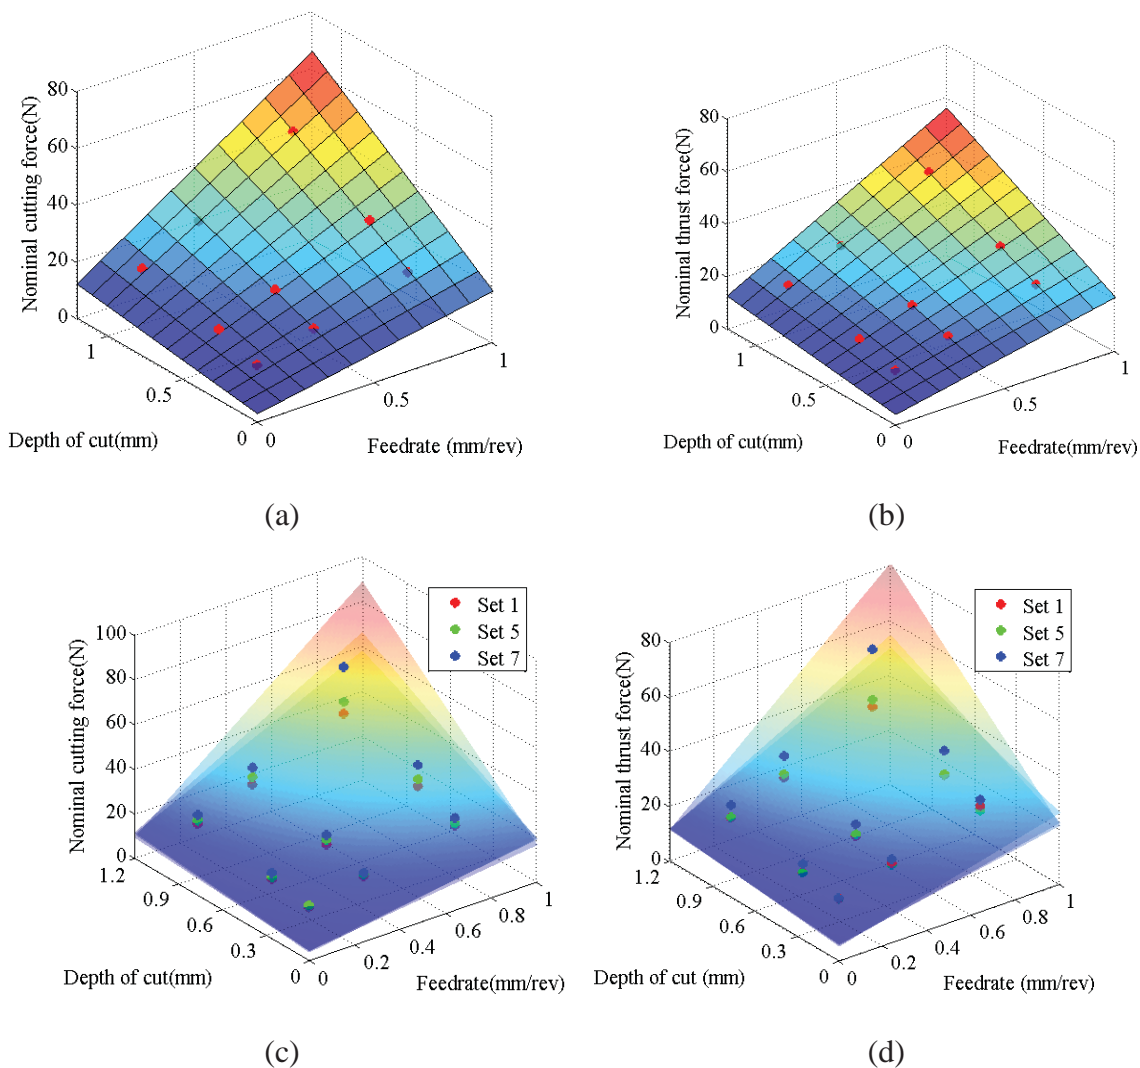 80
60
40
20
0
Nominal cutting force(N)
1
0.5
0
Depth of cut(mm)
0
0.5
1
Feedrate (mm/rev)
(a)
80
60
40
20
0
Nominal thrust force(N)
1
0.5
0
Depth of cut(mm)
0
0.5
1
Feedrate(mm/rev)
(b)
100
80
60
40
20
0
Nominal cutting force(N)
1.2
0.9
0.6
0.3
0
Depth of cut(mm)
0
0.2
0.4
0.6
0.8
1
Feedrate(mm/rev)
Set 1
Set 5
Set 7
(c)
80
60
40
20
0
Nominal thrust force(N)
1.2
0.9
0.6
0.3
0
Depth of cut (mm)
0
0.2
0.4
0.6
0.8
1
Feedrate(mm/rev)
Set 1
Set 5
Set 7
(d)